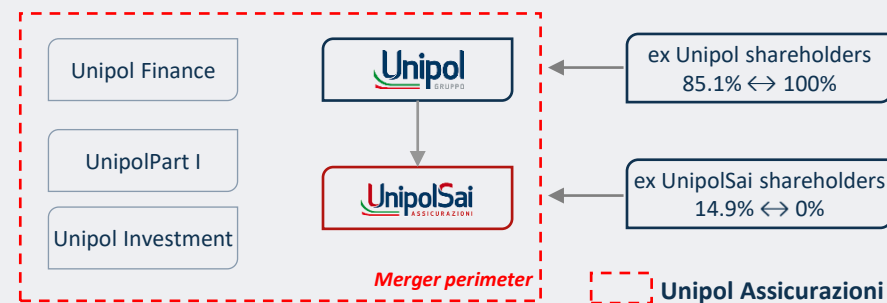 Unipol Finance
Unipol
GRUPPO
ex Unipol shareholders
85.1% ↔ 100%
UnipolPart I
UnipolSai
ASSICURAZIONI
ex UnipolSai shareholders
14.9% ↔ 0%
Unipol Investment
Merger perimeter
Unipol Assicurazioni